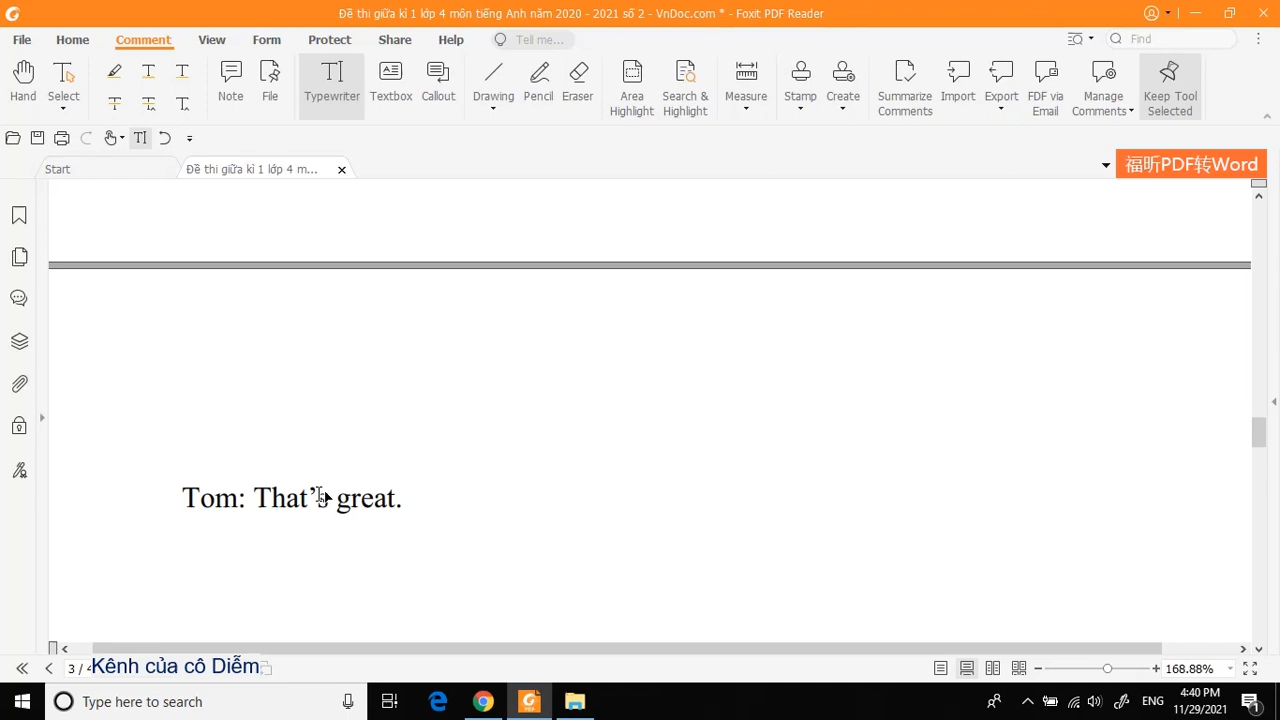 Đề thi giữa kì 1 lớp 4 môn tiếng Anh năm 2020 - 2021 số 2 - VnDoc.com * - Foxit PDF Reader
File Home Comment View Form Protect Share Help Tell me... Find
Hand Select Note File Typewriter Textbox Callout Drawing Pencil Eraser Area Highlight Search & Highlight Measure Stamp Create Summarize Comments Import Export FDF via Email Manage Comments Keep Tool Selected
Start Đề thi giữa kì 1 lớp 4 m... 福昕PDF转Word
Tom: That’s great.
3 / 4 Kênh của cô Diễm 168.88%
Type here to search ENG 4:40 PM
11/29/2021 1